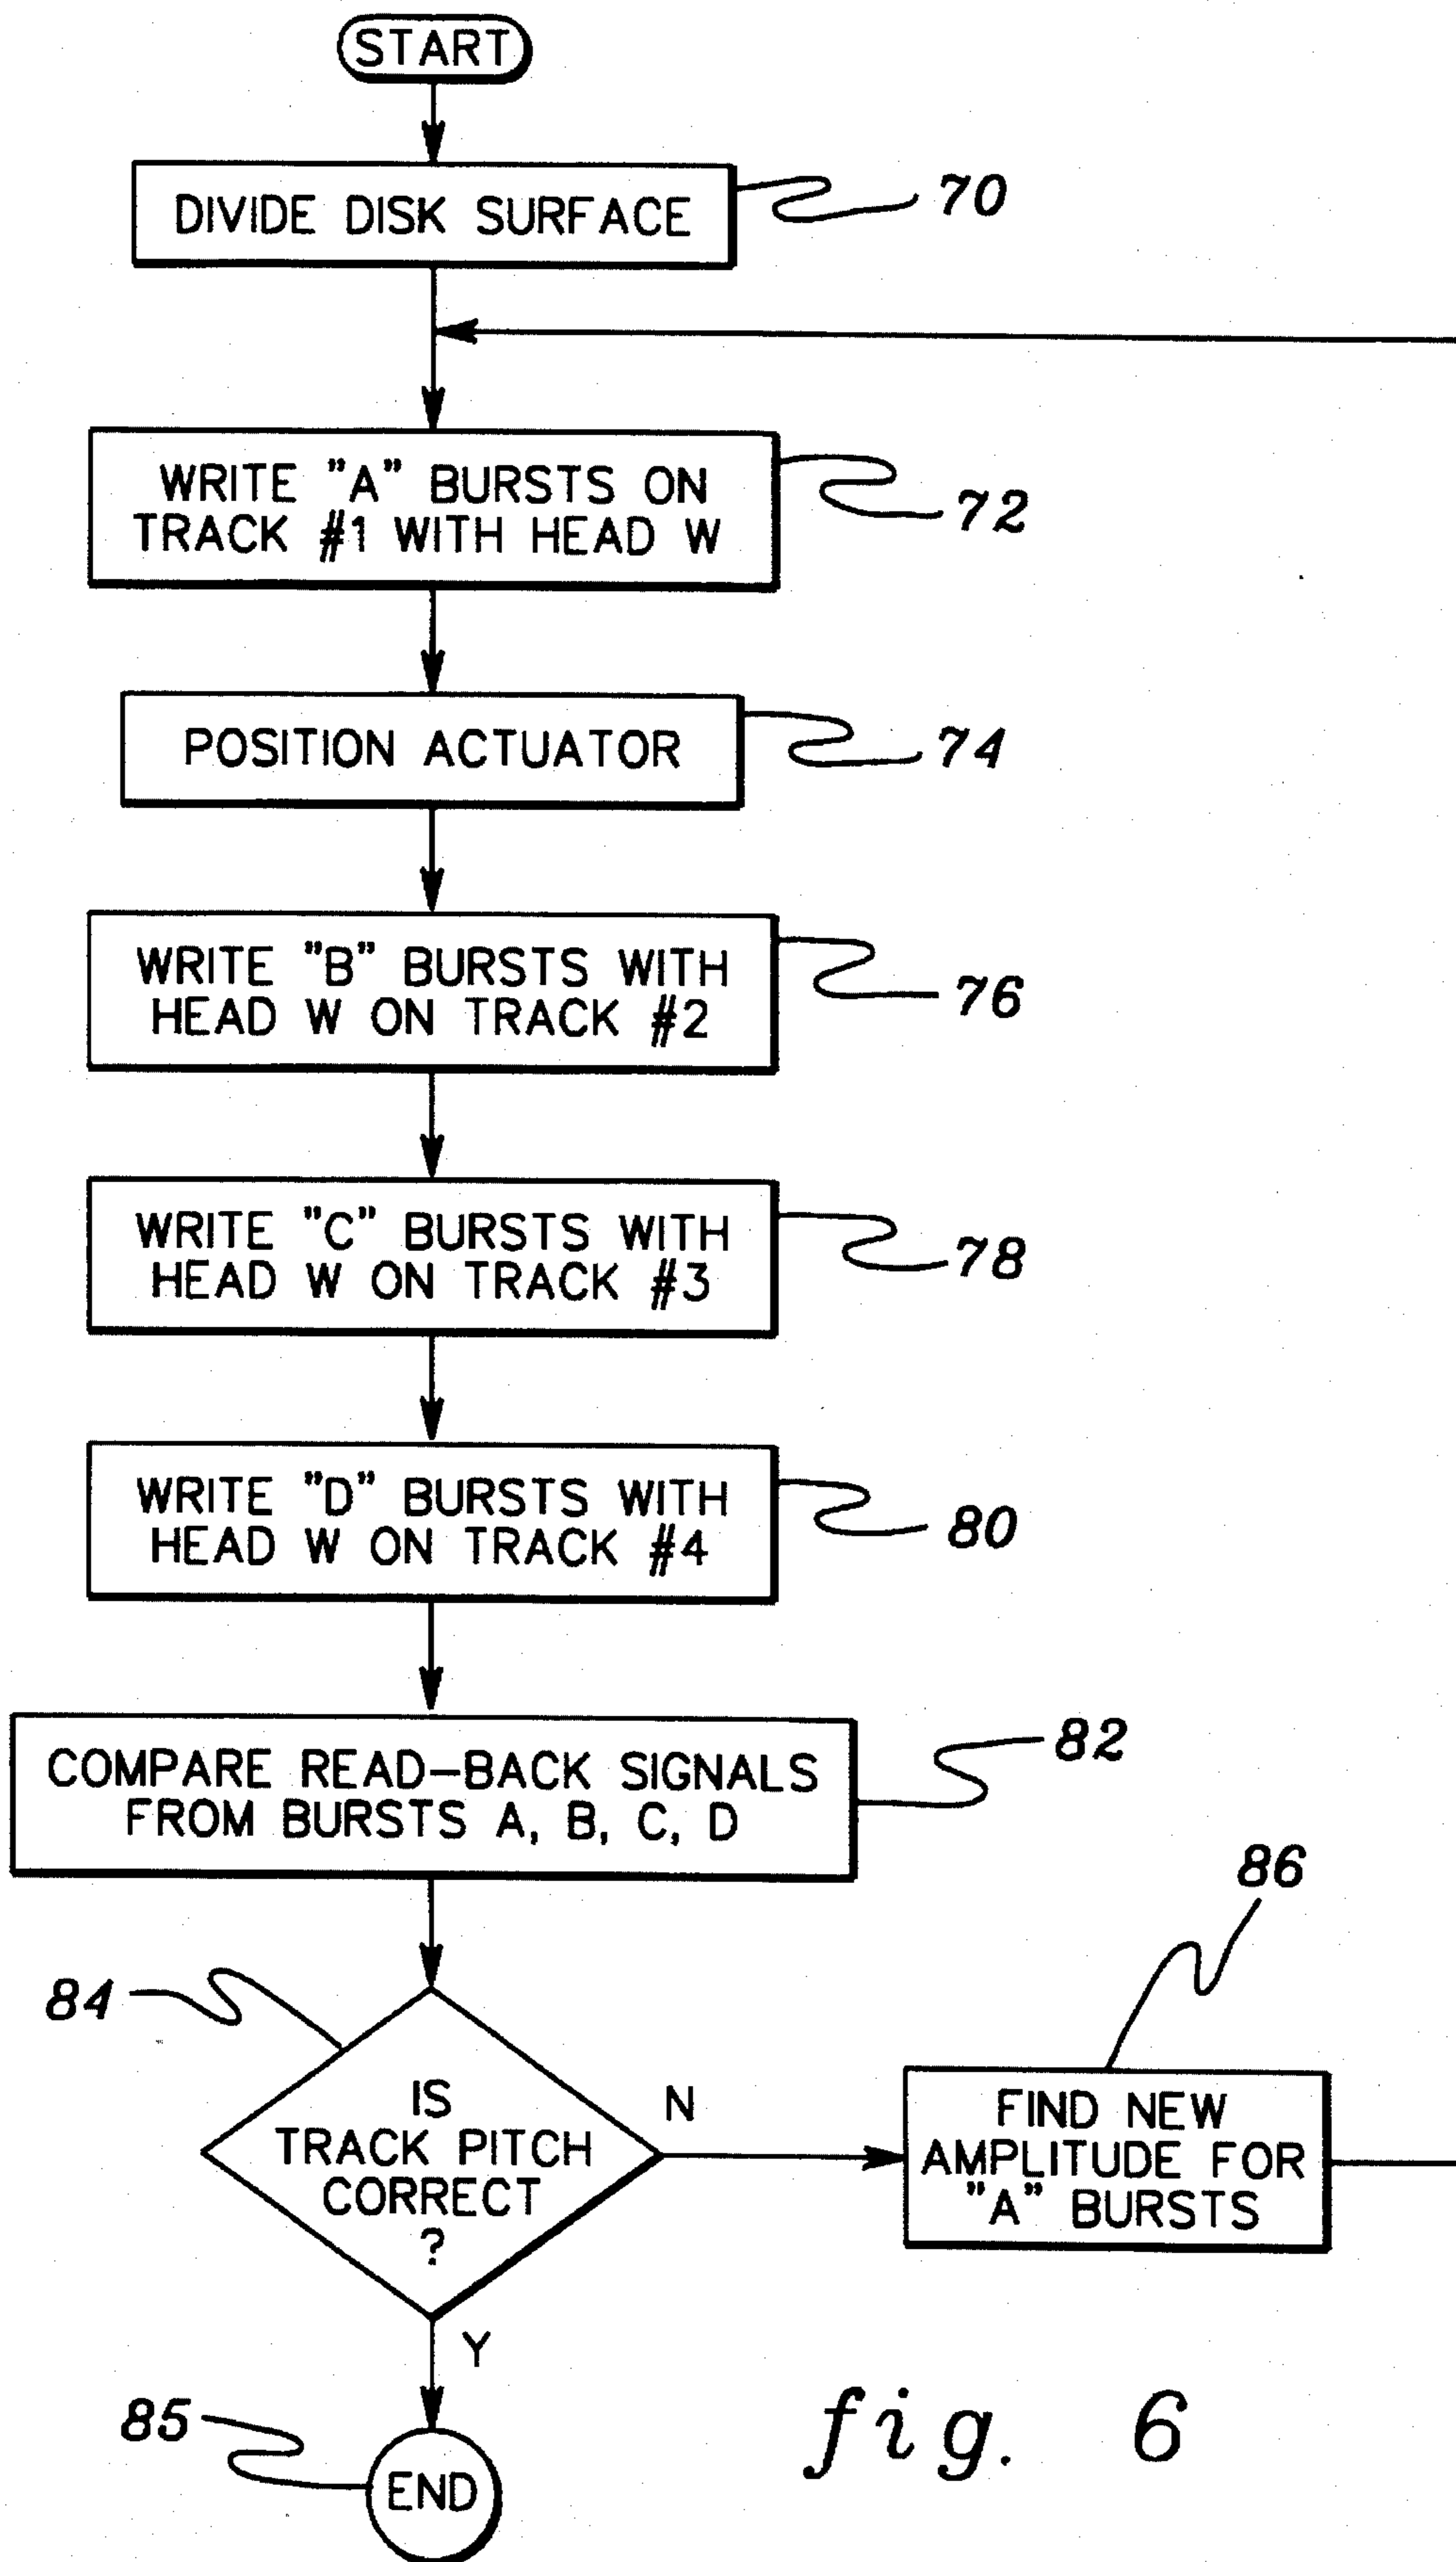 START
DIVIDE DISK SURFACE
70
WRITE "A" BURSTS ON
TRACK #1 WITH HEAD W
72
POSITION ACTUATOR
74
WRITE "B" BURSTS WITH
HEAD W ON TRACK #2
76
WRITE "C" BURSTS WITH
HEAD W ON TRACK #3
78
WRITE "D" BURSTS WITH
HEAD W ON TRACK #4
80
COMPARE READ-BACK SIGNALS
FROM BURSTS A, B, C, D
82
84
IS
TRACK PITCH
CORRECT
?
N
86
FIND NEW
AMPLITUDE FOR
"A" BURSTS
Y
85
END
fig. 6